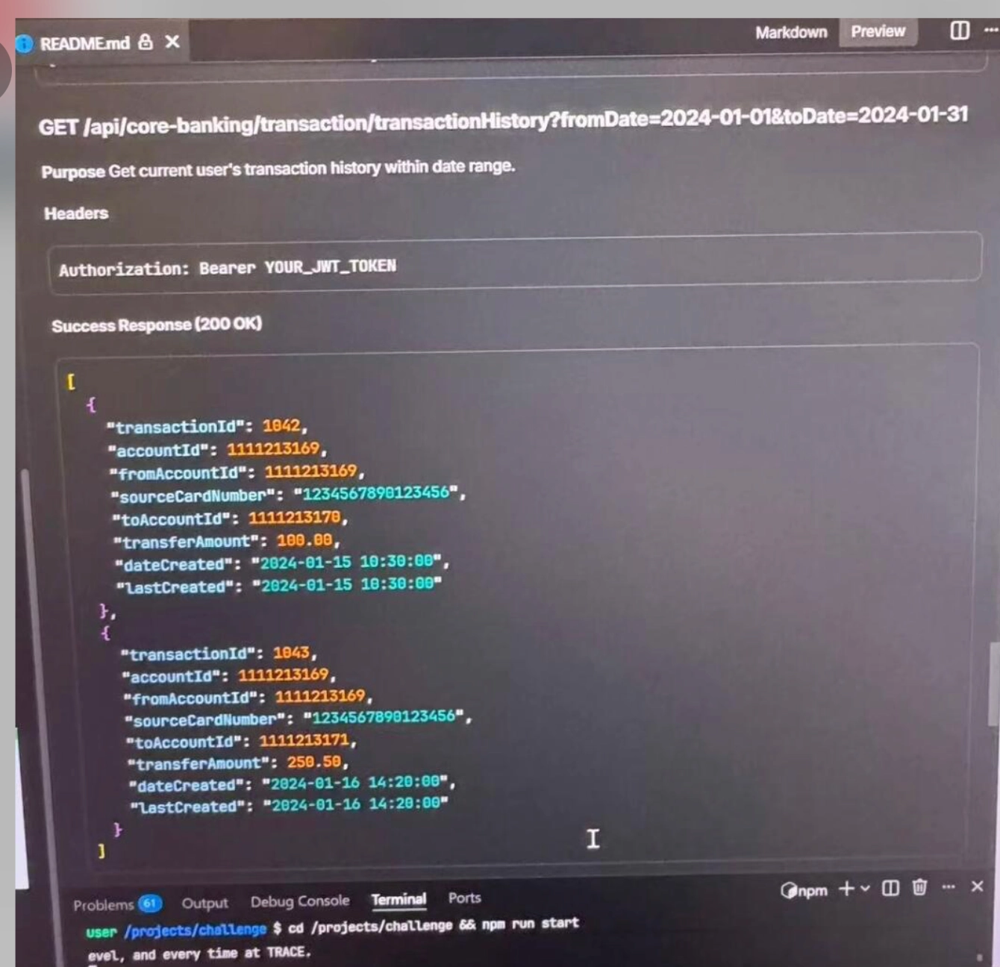 README.md
Markdown Preview
GET /api/core-banking/transaction/transactionHistory?fromDate=2024-01-01&toDate=2024-01-31
Purpose Get current user's transaction history within date range.
Headers
Authorization: Bearer YOUR_JWT_TOKEN
Success Response (200 OK)
[
{
"transactionId": 1042,
"accountId": 1111213169,
"fromAccountId": 1111213169,
"sourceCardNumber": "1234567890123456",
"toAccountId": 1111213170,
"transferAmount": 100.00,
"dateCreated": "2024-01-15 10:30:00",
"lastCreated": "2024-01-15 10:30:00"
},
{
"transactionId": 1043,
"accountId": 1111213169,
"fromAccountId": 1111213169,
"sourceCardNumber": "1234567890123456",
"toAccountId": 1111213171,
"transferAmount": 250.50,
"dateCreated": "2024-01-16 14:20:00",
"lastCreated": "2024-01-16 14:20:00"
}
]
Problems 61 Output Debug Console Terminal Ports npm
user /projects/challenge $ cd /projects/challenge && npm run start
evel, and every time at TRACE.